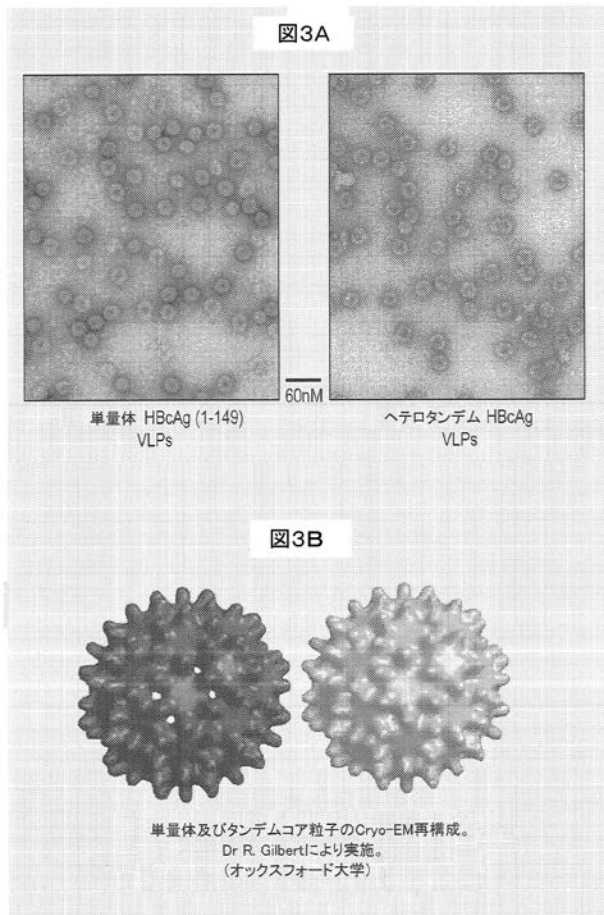 図3A
60nM
単量体 HBcAg (1-149)
VLPs
ヘテロタンデム HBcAg
VLPs
図3B
単量体及びタンデムコア粒子のCryo-EM再構成。
Dr R. Gilbertにより実施。
(オックスフォード大学)